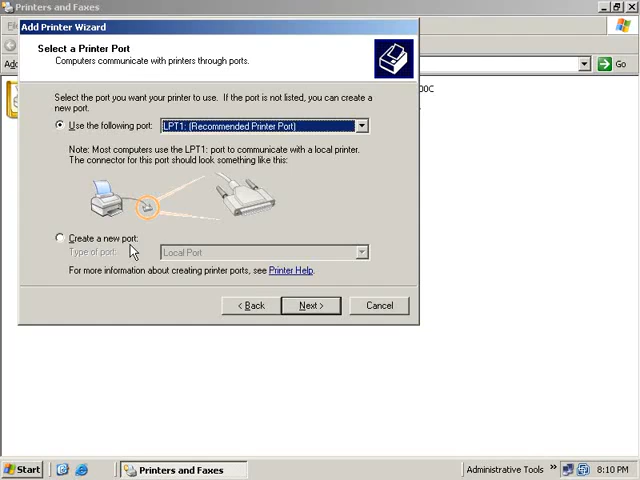 Printers and Faxes
Add Printer Wizard
Select a Printer Port
Computers communicate with printers through ports.
Go
Select the port you want your printer to use. If the port is not listed, you can create a
new port.
Use the following port:
LPT1: (Recommended Printer Port)
Note: Most computers use the LPT1: port to communicate with a local printer.
The connector for this port should look something like this:
Create a new port:
Type of port:
Local Port
For more information about creating printer ports, see Printer Help.
< Back
Next >
Cancel
Start
Printers and Faxes
Administrative Tools
»
8:10 PM